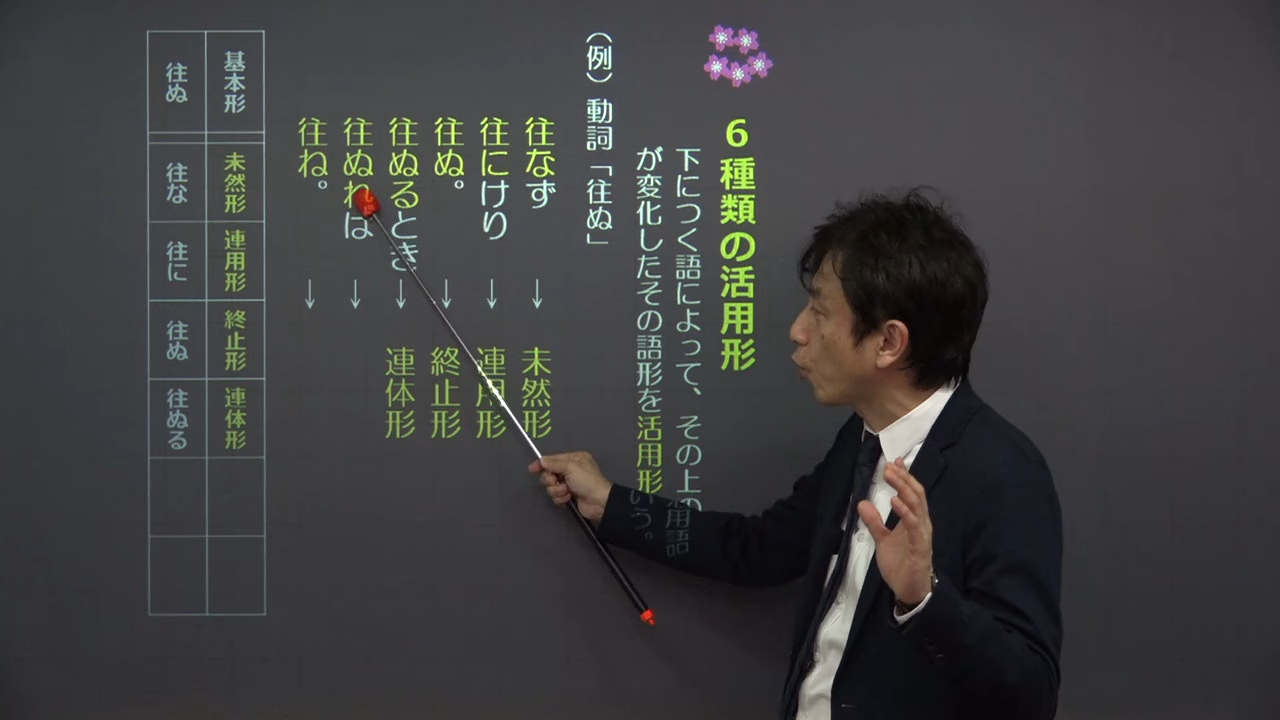 6種類の活用形
下につく語によって、その上の用語
が変化したその語形を活用形いう。
(例)動詞「往ぬ」
往なず → 未然形
往にけり → 連用形
往ぬ。 → 終止形
往ぬるとき → 連体形
往ぬれば →
往ね。 →
基本形 未然形 連用形 終止形 連体形
往ぬ 往な 往に 往ぬ 往ぬる